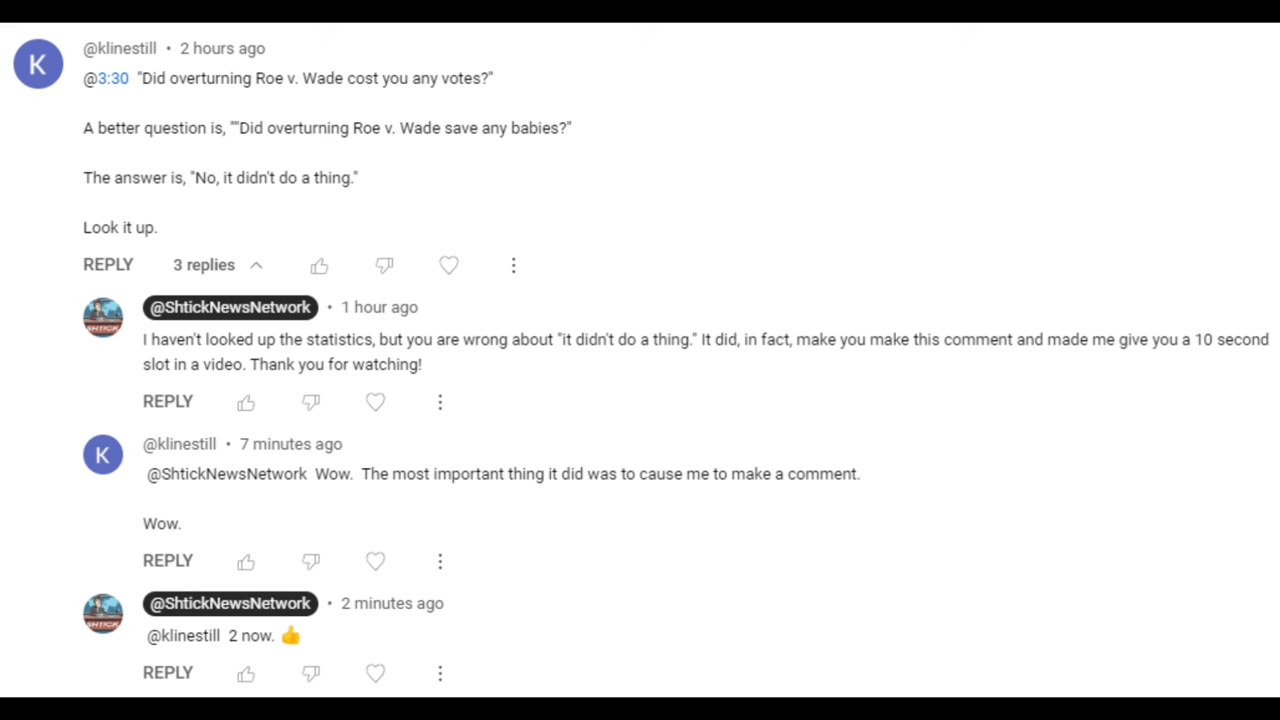 K
@klinestill • 2 hours ago
@3:30 "Did overturning Roe v. Wade cost you any votes?"
A better question is, ""Did overturning Roe v. Wade save any babies?"
The answer is, "No, it didn't do a thing."
Look it up.
REPLY 3 replies
SHTICK
@ShtickNewsNetwork • 1 hour ago
I haven't looked up the statistics, but you are wrong about "it didn't do a thing." It did, in fact, make you make this comment and made me give you a 10 second
slot in a video. Thank you for watching!
REPLY
K
@klinestill • 7 minutes ago
@ShtickNewsNetwork Wow. The most important thing it did was to cause me to make a comment.
Wow.
REPLY
SHTICK
@ShtickNewsNetwork • 2 minutes ago
@klinestill 2 now. 👍
REPLY